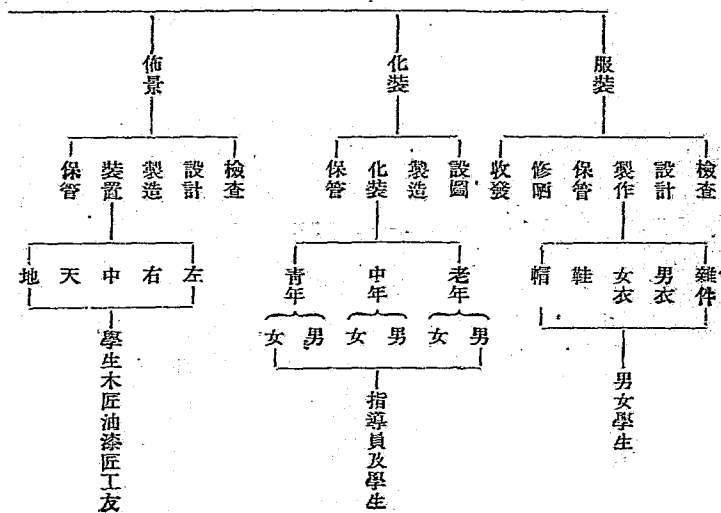 服裝
化裝
佈景
檢查
設計
製作
保管
修晒
收發
設圖
製造
化裝
保管
檢查
設計
製造
裝置
保管
雜件
男衣
女衣
鞋
帽
老年
中年
青年
左
右
中
天
地
男
女
男
女
男
女
男女學生
指導員及學生
學生木匠油漆匠工友